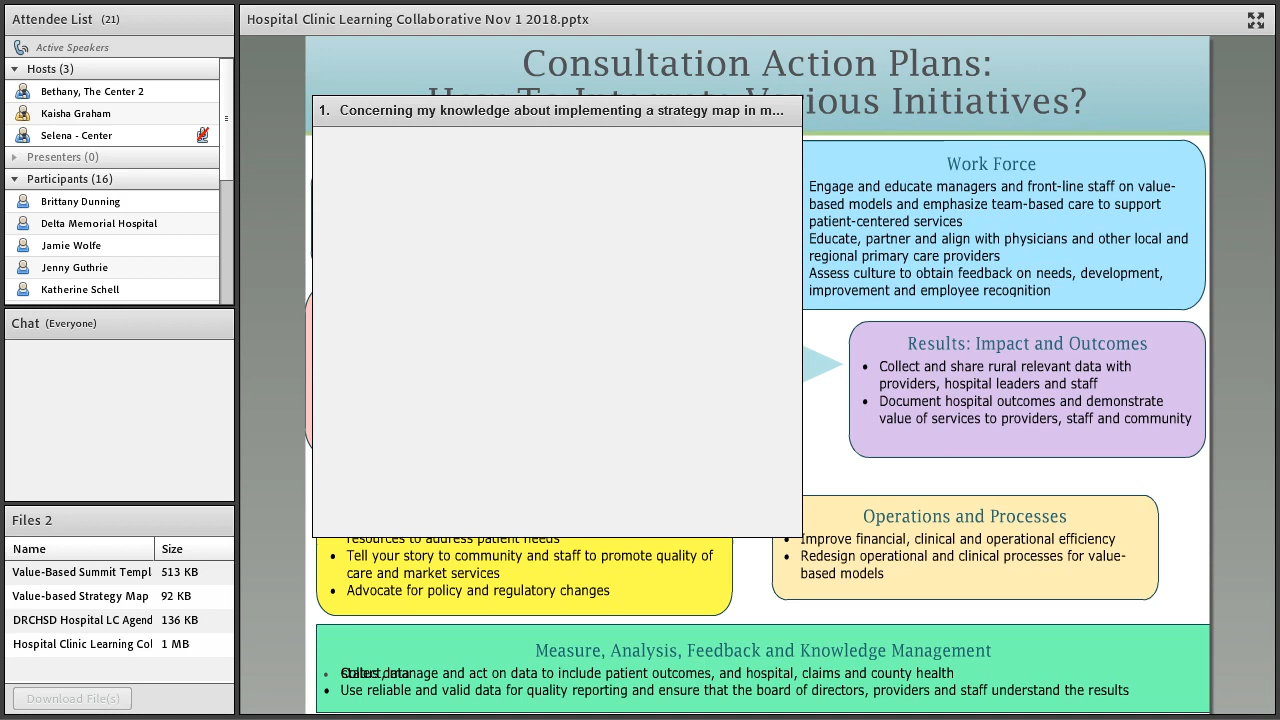 Attendee List (21)
Active Speakers
Hosts (3)
Bethany, The Center 2
Kaisha Graham
Selena - Center
Presenters (0)
Participants (16)
Brittany Dunning
Delta Memorial Hospital
Jamie Wolfe
Jenny Guthrie
Katherine Schell
Chat (Everyone)
Files 2
Name Size
Value-Based Summit Templ 513 KB
Value-based Strategy Map 92 KB
DRCHSD Hospital LC Agend 136 KB
Hospital Clinic Learning Col 1 MB
Download File(s)
Hospital Clinic Learning Collaborative Nov 1 2018.pptx
Consultation Action Plans:
Various Initiatives?
1. Concerning my knowledge about implementing a strategy map in m...
Work Force
Engage and educate managers and front-line staff on value-
based models and emphasize team-based care to support
patient-centered services
Educate, partner and align with physicians and other local and
regional primary care providers
Assess culture to obtain feedback on needs, development,
improvement and employee recognition
Results: Impact and Outcomes
• Collect and share rural relevant data with
providers, hospital leaders and staff
• Document hospital outcomes and demonstrate
value of services to providers, staff and community
resources to address patient needs
• Tell your story to community and staff to promote quality of
care and market services
• Advocate for policy and regulatory changes
Operations and Processes
• Improve financial, clinical and operational efficiency
• Redesign operational and clinical processes for value-
based models
Measure, Analysis, Feedback and Knowledge Management
• manage and act on data to include patient outcomes, and hospital, claims and county health
• Use reliable and valid data for quality reporting and ensure that the board of directors, providers and staff understand the results